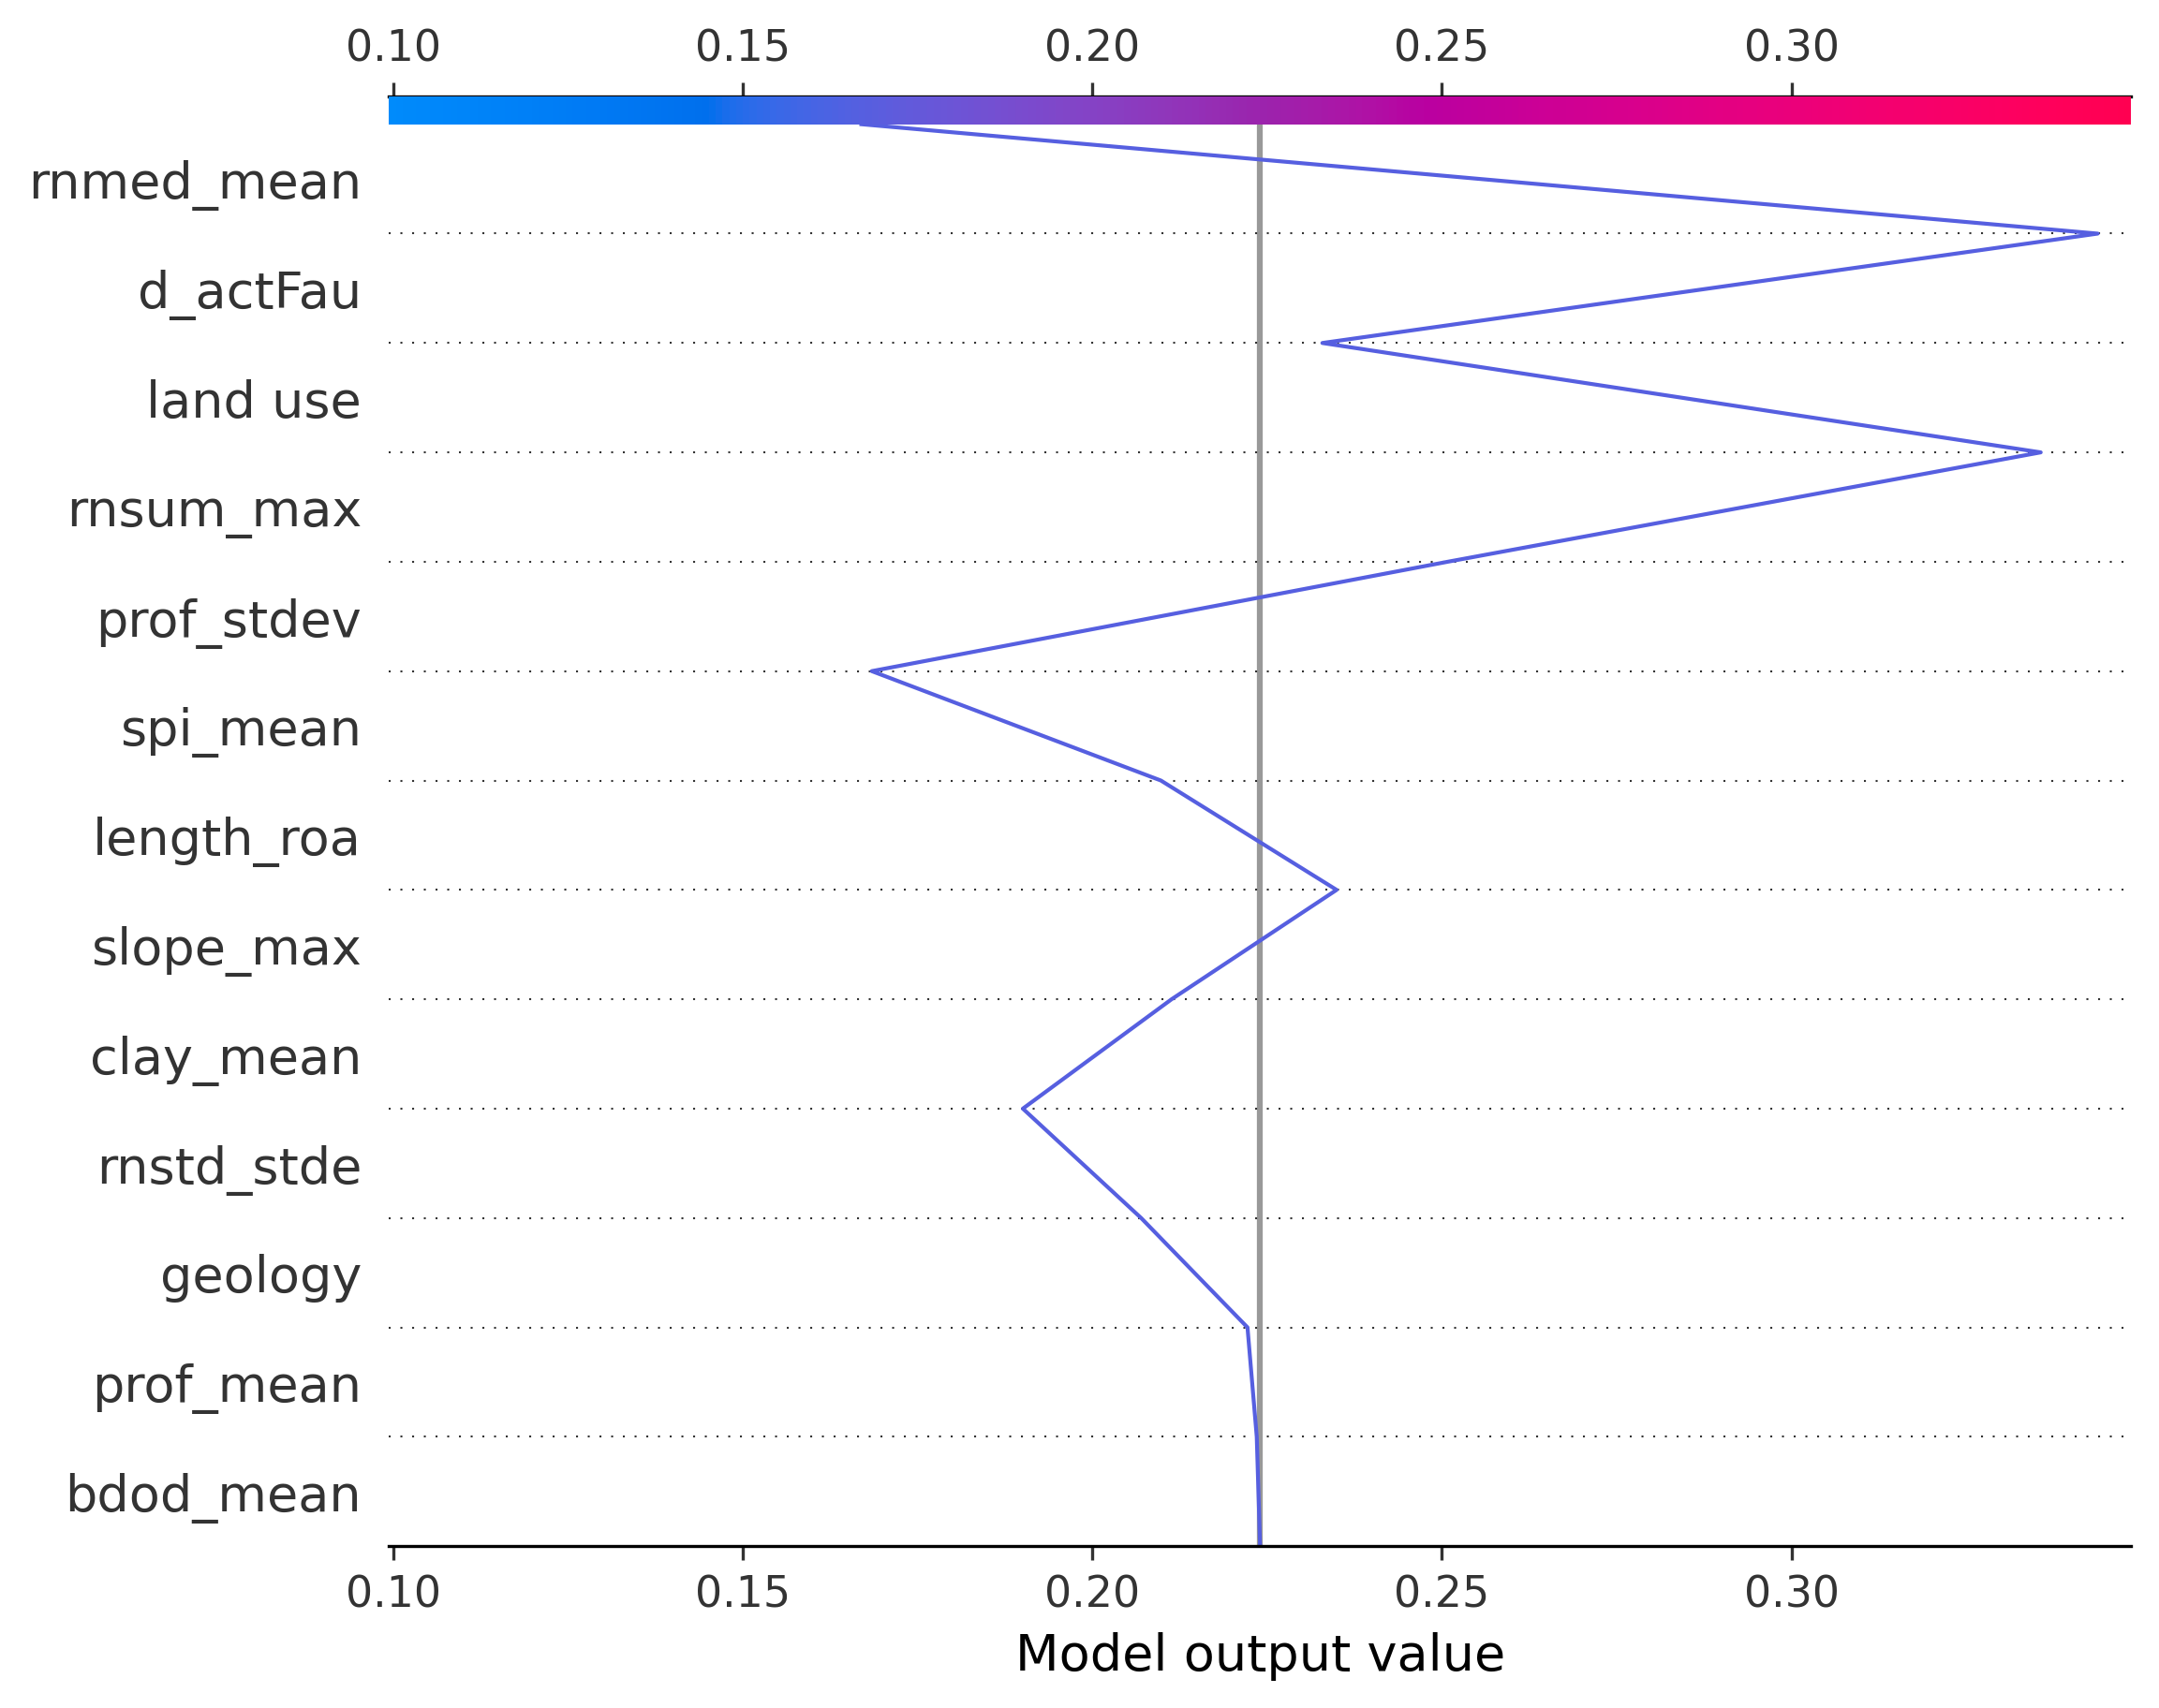 0.10 0.15 0.20 0.25 0.30
rnmed_mean
d_actFau
land use
rnsum_max
prof_stdev
spi_mean
length_roa
slope_max
clay_mean
rnstd_stde
geology
prof_mean
bdod_mean
0.10 0.15 0.20 0.25 0.30
Model output value